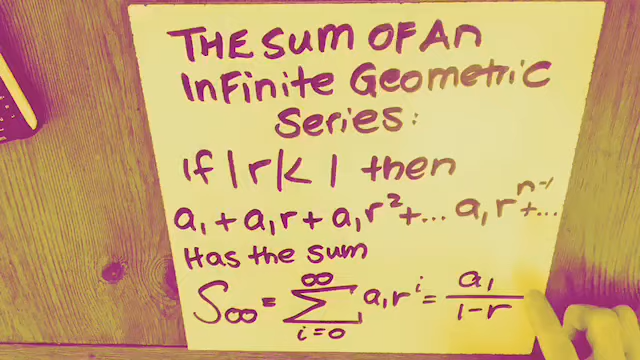 THE Sum OF An
InFinite Geometric
Series:
if |r|< 1 then
a₁ + a₁r + a₁r² + ... a₁rⁿ⁻¹ + ...
Has the sum
S∞ = ∞∑i=0 a₁rⁱ = a₁/1-r